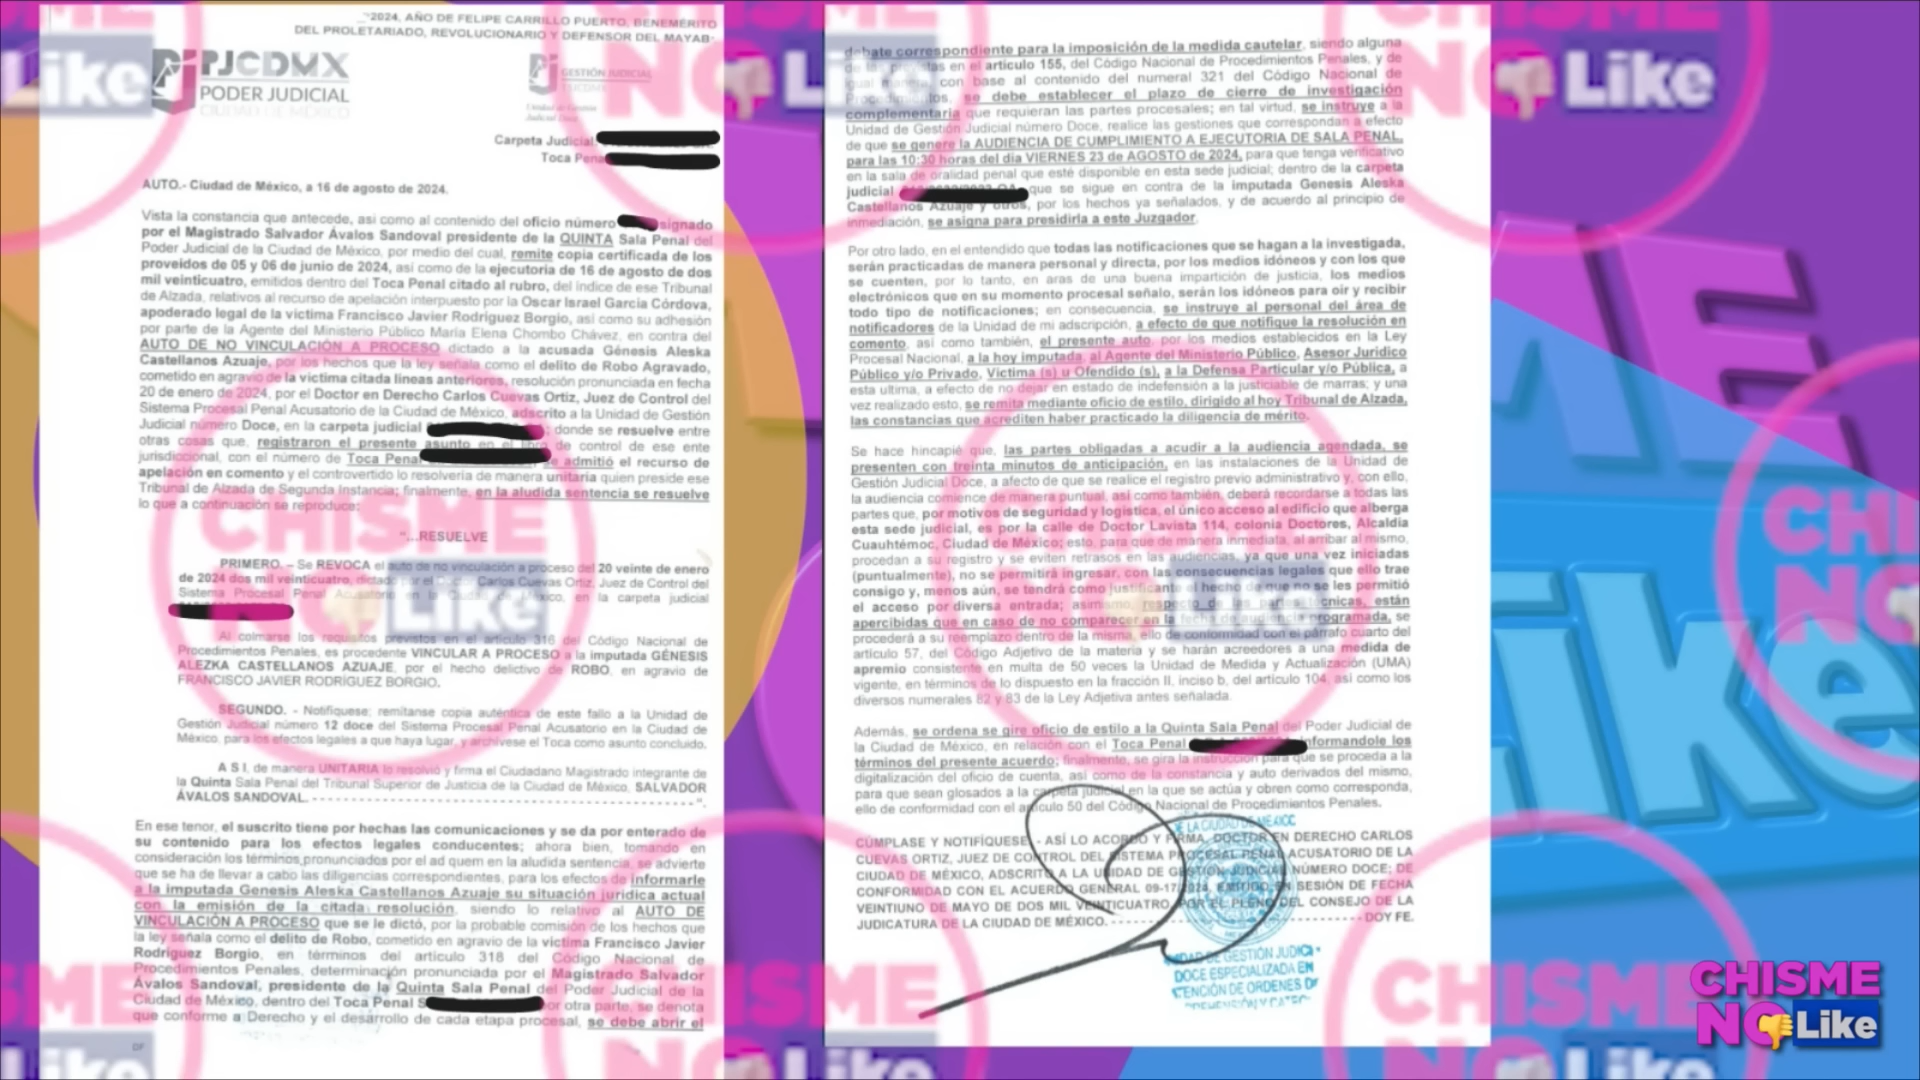 "2024, AÑO DE FELIPE CARRILLO PUERTO, BENEMÉRITO
DEL PROLETARIADO, REVOLUCIONARIO Y DEFENSOR DEL MAYAB"
PJCDMX
PODER JUDICIAL
CIUDAD DE MÉXICO
GESTIÓN JUDICIAL
Unidad de Gestión
Judicial Doce
Carpeta Judicial
Toca Penal
AUTO.- Ciudad de México, a 16 de agosto de 2024.
Vista la constancia que antecede, así como al contenido del oficio número signado
por el Magistrado Salvador Ávalos Sandoval presidente de la QUINTA Sala Penal del
Poder Judicial de la Ciudad de México, por medio del cual, remite copia certificada de los
proveídos de 05 y 06 de junio de 2024, así como de la ejecutoria de 16 de agosto de dos
mil veinticuatro, emitidos dentro del Toca Penal citado al rubro, del índice de ese Tribunal
de Alzada, relativos al recurso de apelación interpuesto por la Oscar Israel García Córdova,
apoderado legal de la víctima Francisco Javier Rodríguez Borgio, así como su adhesión
por parte de la Agente del Ministerio Público María Elena Chombo Chávez, en contra del
AUTO DE NO VINCULACIÓN A PROCESO dictado a la acusada Génesis Aleska
Castellanos Azuaje, por los hechos que la ley señala como el delito de Robo Agravado,
cometido en agravio de la víctima citada líneas anteriores, resolución pronunciada en fecha
20 de enero de 2024, por el Doctor en Derecho Carlos Cuevas Ortiz, Juez de Control del
Sistema Procesal Penal Acusatorio de la Ciudad de México, adscrito a la Unidad de Gestión
Judicial número Doce, en la carpeta judicial ; donde se resuelve entre
otras cosas que, registraron el presente asunto en el libro de control de ese ente
jurisdiccional, con el número de Toca Penal se admitió el recurso de
apelación en comento y el controvertido lo resolvería de manera unitaria quien preside ese
Tribunal de Alzada de Segunda Instancia; finalmente, en la aludida sentencia se resuelve
lo que a continuación se reproduce:
"...RESUELVE
PRIMERO. – Se REVOCA el auto de no vinculación a proceso del 20 veinte de enero
de 2024 dos mil veinticuatro, dictado por el Doctor Carlos Cuevas Ortiz, Juez de Control del
Sistema Procesal Penal Acusatorio en la Ciudad de México, en la carpeta judicial
Al colmarse los requisitos previstos en el artículo 316 del Código Nacional de
Procedimientos Penales, es procedente VINCULAR A PROCESO a la imputada GÉNESIS
ALEZKA CASTELLANOS AZUAJE, por el hecho delictivo de ROBO, en agravio de
FRANCISCO JAVIER RODRÍGUEZ BORGIO.
SEGUNDO. - Notifíquese; remítanse copia auténtica de este fallo a la Unidad de
Gestión Judicial número 12 doce del Sistema Procesal Penal Acusatorio en la Ciudad de
México, para los efectos legales a que haya lugar, y archívese el Toca como asunto concluido.
A S I, de manera UNITARIA lo resolvió y firma el Ciudadano Magistrado integrante de
la Quinta Sala Penal del Tribunal Superior de Justicia de la Ciudad de México, SALVADOR
ÁVALOS SANDOVAL. - - - - - - - - - - - - - - - - - - - - - - - - - - - - - - - - - - - - - - - - -".
En ese tenor, el suscrito tiene por hechas las comunicaciones y se da por enterado de
su contenido para los efectos legales conducentes; ahora bien, tomando en
consideración los términos pronunciados por el ad quem en la aludida sentencia, se advierte
que se ha de llevar a cabo las diligencias correspondientes, para los efectos de informarle
a la imputada Genesis Aleska Castellanos Azuaje su situación jurídica actual
con la emisión de la citada resolución, siendo lo relativo al AUTO DE
VINCULACIÓN A PROCESO que se le dictó, por la probable comisión de los hechos que
la ley señala como el delito de Robo, cometido en agravio de la víctima Francisco Javier
Rodríguez Borgio, en términos del artículo 318 del Código Nacional de
Procedimientos Penales, determinación pronunciada por el Magistrado Salvador
Ávalos Sandoval, presidente de la Quinta Sala Penal del Poder Judicial de la
Ciudad de México, dentro del Toca Penal por otra parte, se denota
que conforme a Derecho y el desarrollo de cada etapa procesal, se debe abrir el
debate correspondiente para la imposición de la medida cautelar, siendo alguna
de las previstas en el artículo 155, del Código Nacional de Procedimientos Penales, y de
igual manera, con base al contenido del numeral 321 del Código Nacional de
Procedimientos, se debe establecer el plazo de cierre de investigación
complementaria que requieran las partes procesales; en tal virtud, se instruye a la
Unidad de Gestión Judicial número Doce, realice las gestiones que correspondan a efecto
de que se genere la AUDIENCIA DE CUMPLIMIENTO A EJECUTORIA DE SALA PENAL,
para las 10:30 horas del día VIERNES 23 de AGOSTO de 2024, para que tenga verificativo
en la sala de oralidad penal que esté disponible en esta sede judicial; dentro de la carpeta
judicial que se sigue en contra de la imputada Genesis Aleska
Castellanos Azuaje y otros, por los hechos ya señalados, y de acuerdo al principio de
inmediación, se asigna para presidirla a este Juzgador.
Por otro lado, en el entendido que todas las notificaciones que se hagan a la investigada,
serán practicadas de manera personal y directa, por los medios idóneos y con los que
se cuenten, por lo tanto, en aras de una buena impartición de justicia, los medios
electrónicos que en su momento procesal señalo, serán los idóneos para oír y recibir
todo tipo de notificaciones; en consecuencia, se instruye al personal del área de
notificadores de la Unidad de mi adscripción, a efecto de que notifique la resolución en
comento, así como también, el presente auto, por los medios establecidos en la Ley
Procesal Nacional, a la hoy imputada, al Agente del Ministerio Público, Asesor Jurídico
Público y/o Privado, Víctima (s) u Ofendido (s), a la Defensa Particular y/o Pública, a
esta ultima, a efecto de no dejar en estado de indefensión a la justiciable de marras; y una
vez realizado esto, se remita mediante oficio de estilo, dirigido al hoy Tribunal de Alzada,
las constancias que acrediten haber practicado la diligencia de mérito.
Se hace hincapié que, las partes obligadas a acudir a la audiencia agendada, se
presenten con treinta minutos de anticipación, en las instalaciones de la Unidad de
Gestión Judicial Doce, a afecto de que se realice el registro previo administrativo y, con ello,
la audiencia comience de manera puntual, así como también, deberá recordarse a todas las
partes que, por motivos de seguridad y logística, el único acceso al edificio que alberga
esta sede judicial, es por la calle de Doctor Lavista 114, colonia Doctores, Alcaldía
Cuauhtémoc, Ciudad de México; esto, para que de manera inmediata, al arribar al mismo,
procedan a su registro y se eviten retrasos en las audiencias, ya que una vez iniciadas
(puntualmente), no se permitirá ingresar, con las consecuencias legales que ello trae
consigo y, menos aún, se tendrá como justificante el hecho de que no se les permitió
el acceso por diversa entrada; asimismo, respecto de las partes técnicas, están
apercibidas que en caso de no comparecer en la fecha de audiencia programada, se
procederá a su reemplazo dentro de la misma, ello de conformidad con el párrafo cuarto del
artículo 57, del Código Adjetivo de la materia y se harán acreedores a una medida de
apremio consistente en multa de 50 veces la Unidad de Medida y Actualización (UMA)
vigente, en términos de lo dispuesto en la fracción II, inciso b, del artículo 104, así como los
diversos numerales 82 y 83 de la Ley Adjetiva antes señalada.
Además, se ordena se gire oficio de estilo a la Quinta Sala Penal del Poder Judicial de
la Ciudad de México, en relación con el Toca Penal informandole los
términos del presente acuerdo; finalmente, se gira la instrucción para que se proceda a la
digitalización del oficio de cuenta, así como de la constancia y auto derivados del mismo,
para que sean glosados a la carpeta judicial en la que se actúa y obren como corresponda,
ello de conformidad con el artículo 50 del Código Nacional de Procedimientos Penales.
CÚMPLASE Y NOTIFÍQUESE.- ASÍ LO ACORDÓ Y FIRMA, DOCTOR EN DERECHO CARLOS
CUEVAS ORTIZ, JUEZ DE CONTROL DEL SISTEMA PROCESAL PENAL ACUSATORIO DE LA
CIUDAD DE MÉXICO, ADSCRITO A LA UNIDAD DE GESTIÓN JUDICIAL NÚMERO DOCE; DE
CONFORMIDAD CON EL ACUERDO GENERAL 09-17/2024, EMITIDO, EN SESIÓN DE FECHA
VEINTIUNO DE MAYO DE DOS MIL VEINTICUATRO, POR EL PLENO DEL CONSEJO DE LA
JUDICATURA DE LA CIUDAD DE MÉXICO. - - - - - - - - - - - - - - - - - - - - - - - DOY FE.
DE LA CIUDAD DE MÉXICO
UNIDAD DE GESTIÓN JUDICIAL
DOCE ESPECIALIZADA EN
CHISME
NO Like